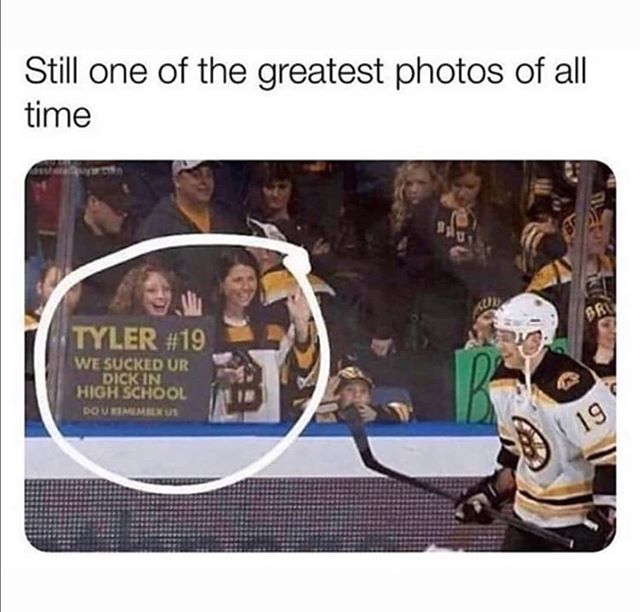 Still one of the greatest photos of all
time
TYLER #19
WE SUCKED UR
DICK IN
HIGH SCHOOL
DO U REMEMBER US
B
B
19